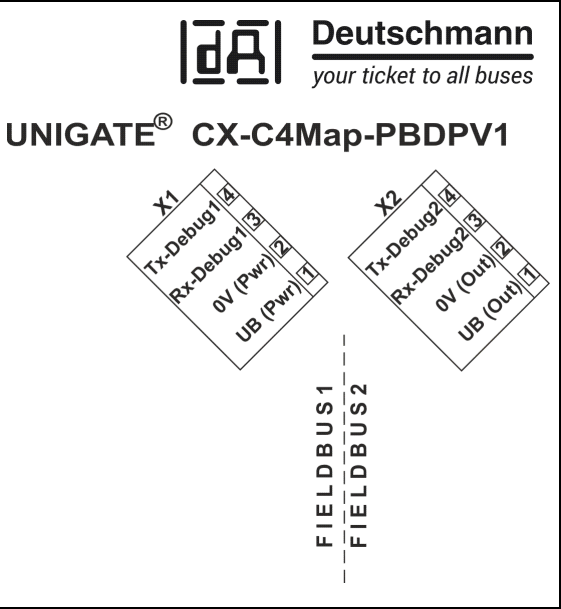 dA
Deutschmann
your ticket to all buses
UNIGATE® CX-C4Map-PBDPV1
X1
Tx-Debug1 4
Rx-Debug1 3
0V (Pwr) 2
UB (Pwr) 1
X2
Tx-Debug2 4
Rx-Debug2 3
0V (Out) 2
UB (Out) 1
FIELDBUS1
FIELDBUS2